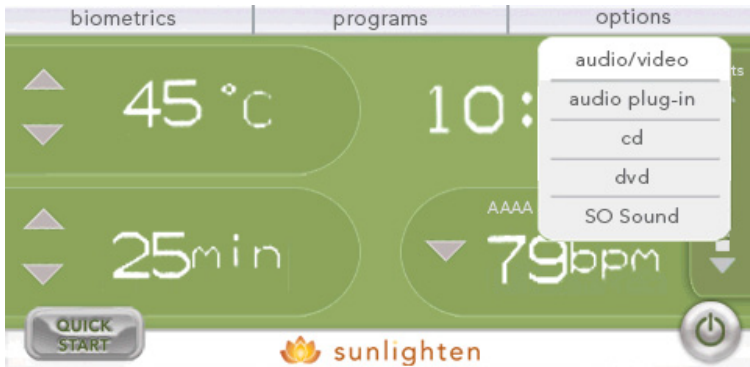 biometrics programs options
audio/video
audio plug-in
cd
dvd
SO Sound
ts
45 °C
10:
25min
AAAA
79bpm
QUICK
START
sunlighten